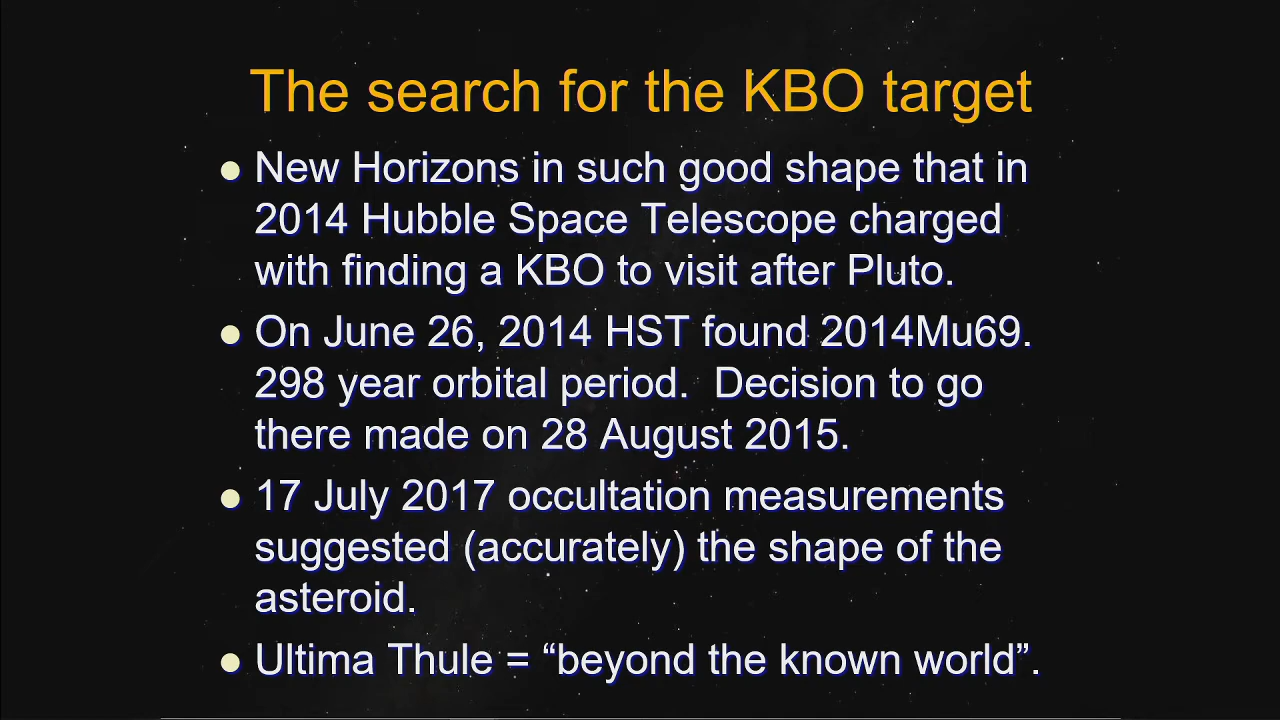 The search for the KBO target
● New Horizons in such good shape that in
2014 Hubble Space Telescope charged
with finding a KBO to visit after Pluto.
● On June 26, 2014 HST found 2014Mu69.
298 year orbital period.  Decision to go
there made on 28 August 2015.
● 17 July 2017 occultation measurements
suggested (accurately) the shape of the
asteroid.
● Ultima Thule = “beyond the known world”.